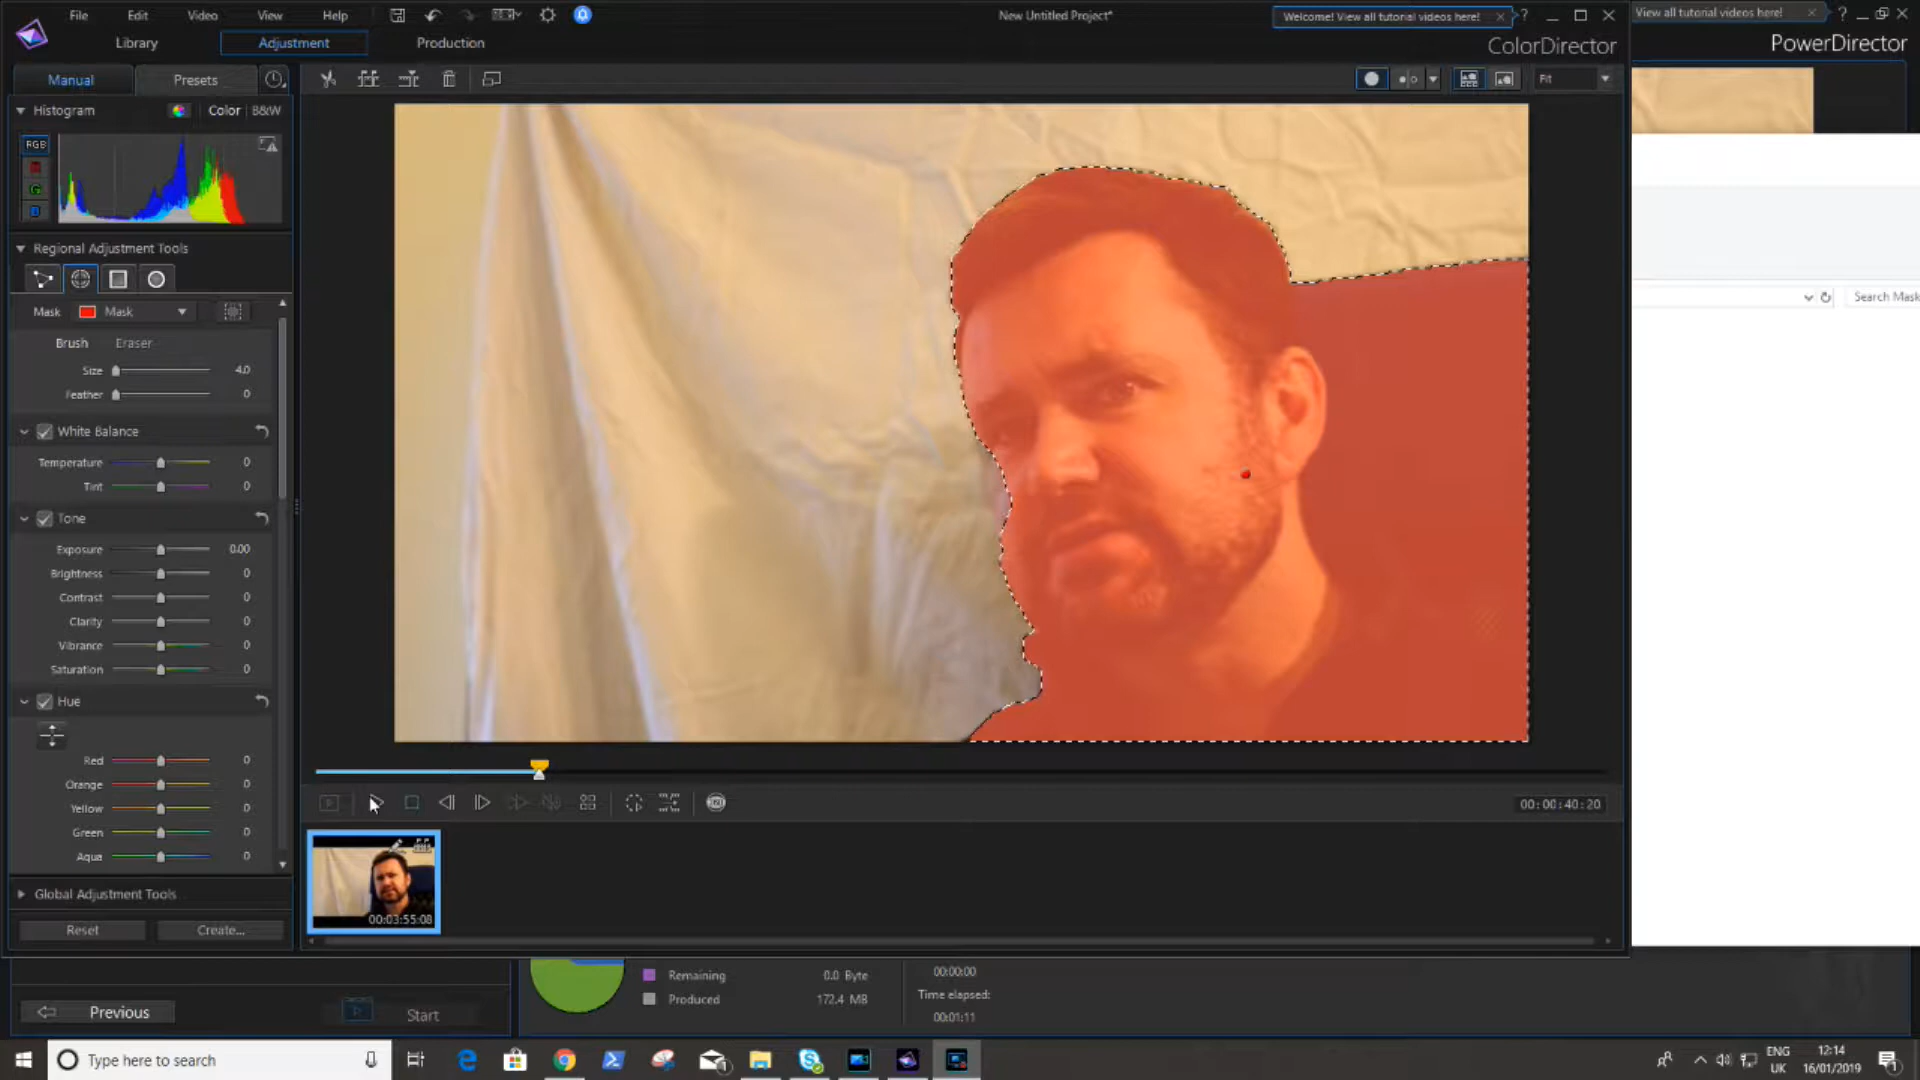 File Edit Video View Help
New Untitled Project*
Welcome! View all tutorial videos here!
View all tutorial videos here!
Library Adjustment Production
ColorDirector
PowerDirector
Manual Presets
Fit
Histogram Color B&W
RGB
R
G
B
Regional Adjustment Tools
Mask Mask
Search Mask
Brush Eraser
Size 4.0
Feather 0
White Balance
Temperature 0
Tint 0
Tone
Exposure 0.00
Brightness 0
Contrast 0
Clarity 0
Vibrance 0
Saturation 0
Hue
Red 0
Orange 0
Yellow 0
Green 0
Aqua 0
00:00:40:20
00:03:55:08
Global Adjustment Tools
Reset Create...
Remaining 0.0 Byte
Produced 172.4 MB
00:00:00
Time elapsed:
00:01:11
Previous Start
Type here to search
ENG
UK
12:14
16/01/2019